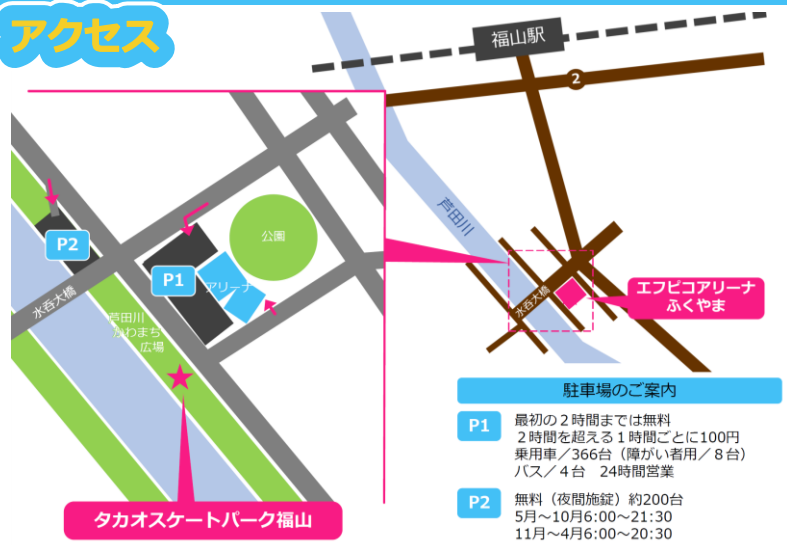 アクセス
福山駅
2
芦田川
水呑大橋
エフピコアリーナ
ふくやま
P2
P1
公園
アリーナ
水呑大橋
芦田川
かわまち
広場
タカオスケートパーク福山
駐車場のご案内
P1
最初の2時間までは無料
2時間を超える1時間ごとに100円
乗用車／366台（障がい者用／8台）
バス／4台 24時間営業
P2
無料（夜間施錠）約200台
5月～10月6:00～21:30
11月～4月6:00～20:30